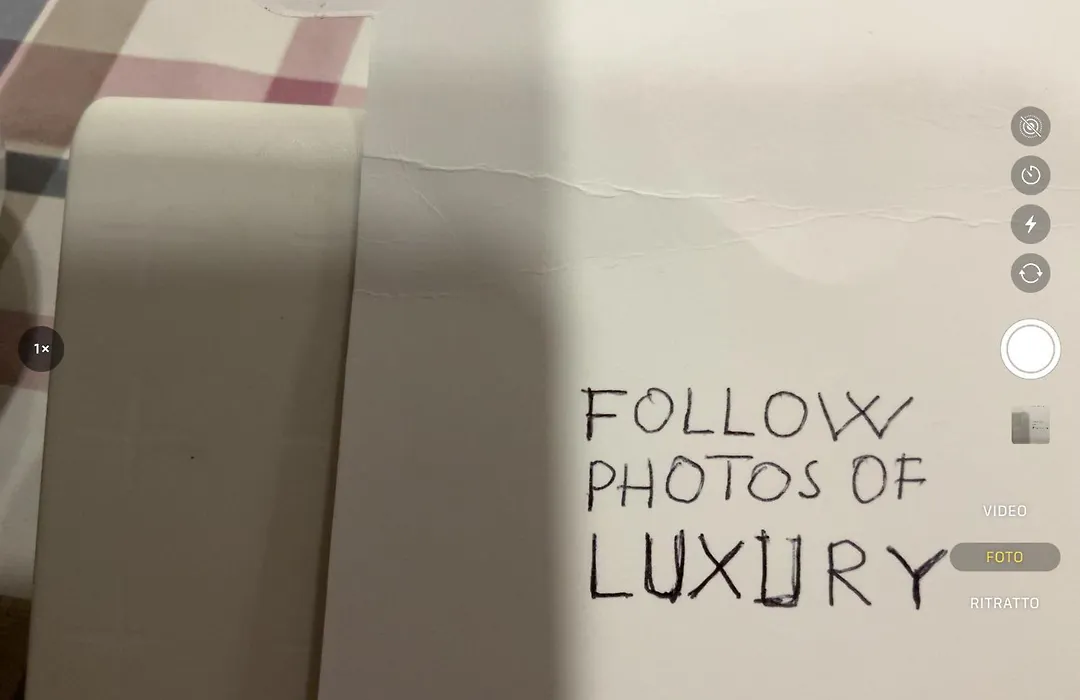 FOLLOW
PHOTOS OF
LUXURY
1×
VIDEO
FOTO
RITRATTO